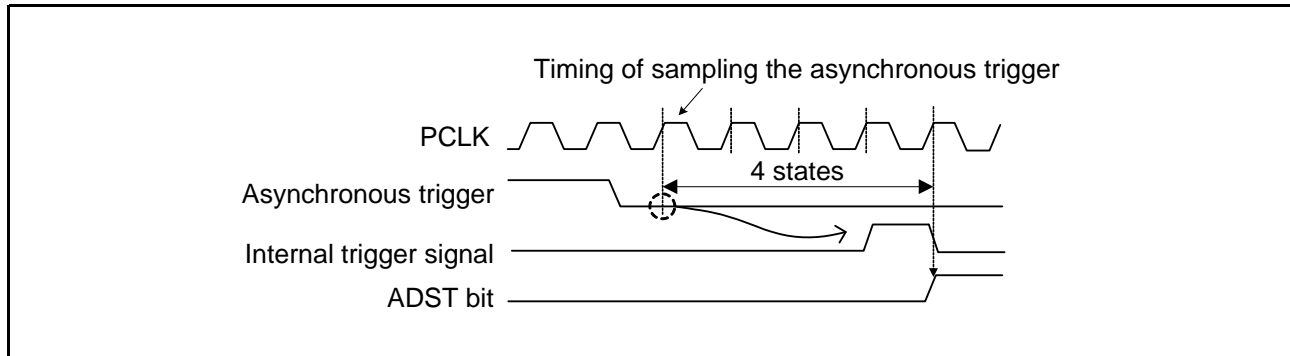 Timing of sampling the asynchronous trigger
PCLK
4 states
Asynchronous trigger
Internal trigger signal
ADST bit